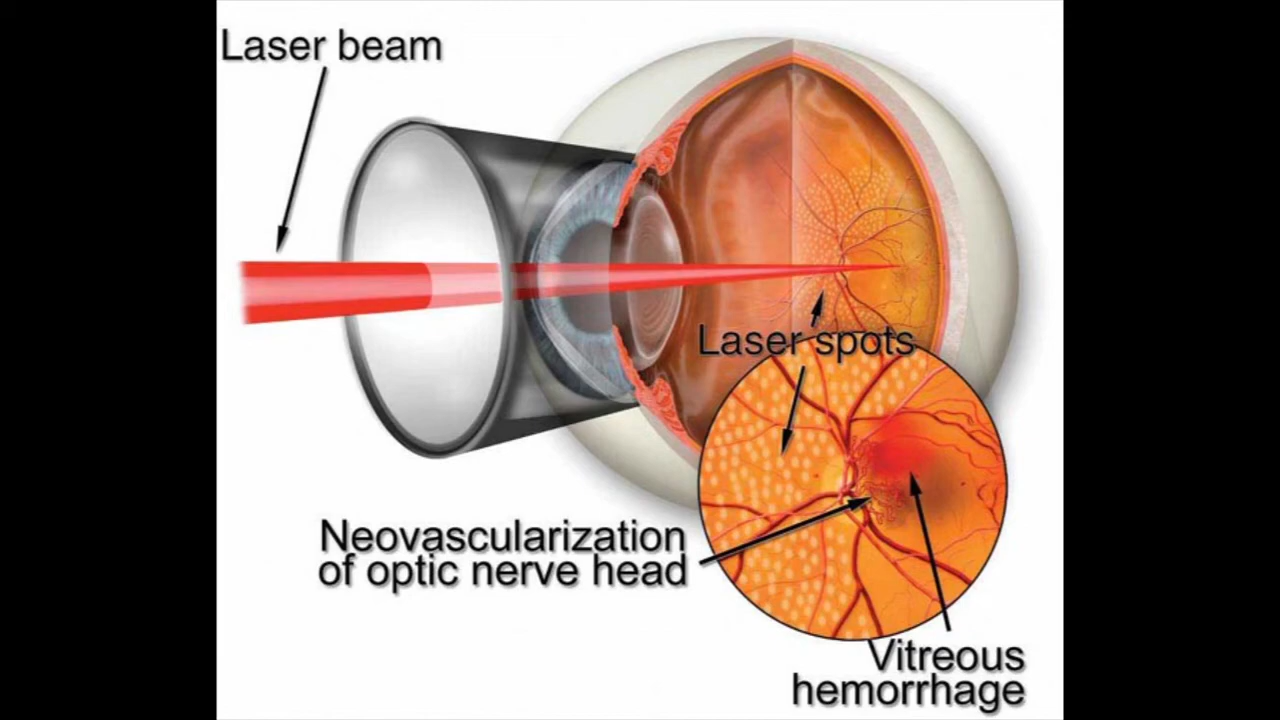 Laser beam
Laser spots
Neovascularization
of optic nerve head
Vitreous
hemorrhage